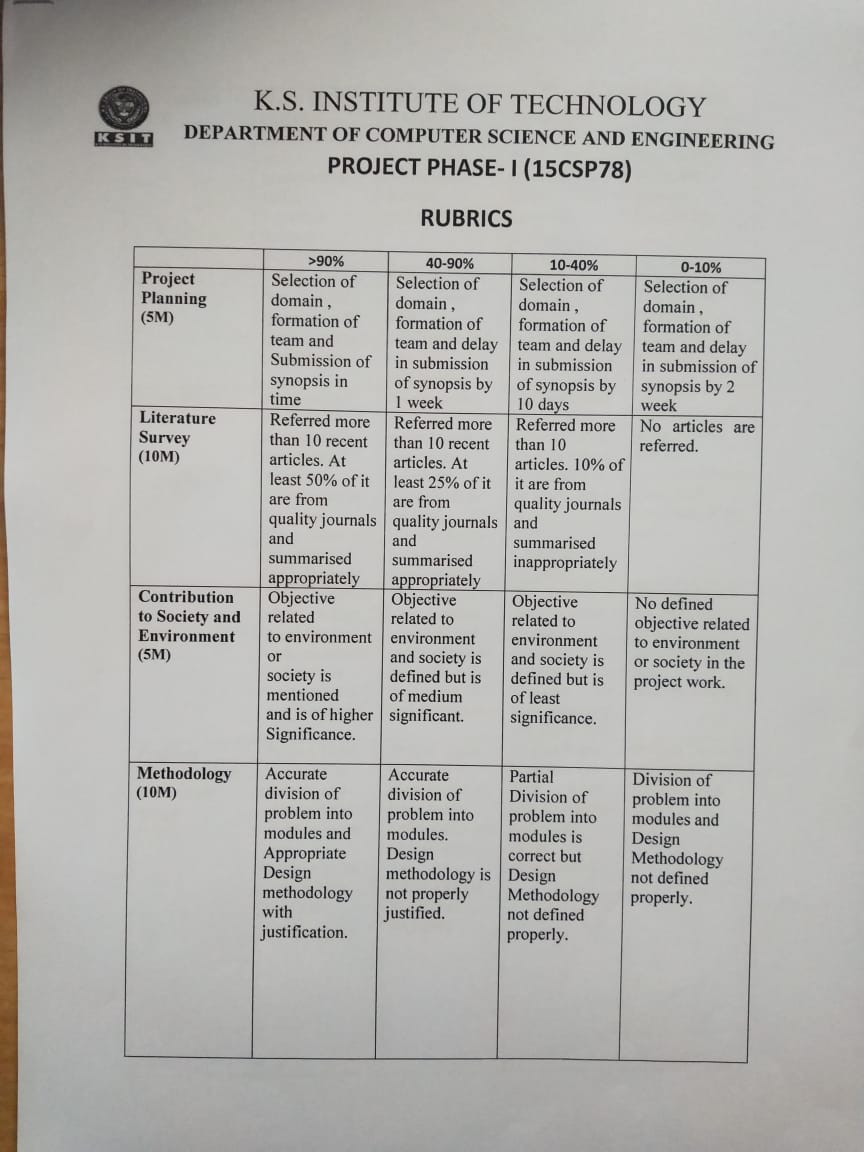 KSIT
K.S. INSTITUTE OF TECHNOLOGY
DEPARTMENT OF COMPUTER SCIENCE AND ENGINEERING
PROJECT PHASE- I (15CSP78)
RUBRICS
>90%
40-90%
10-40%
0-10%
Project
Planning
(5M)
Selection of
domain ,
formation of
team and
Submission of
synopsis in
time
Selection of
domain ,
formation of
team and delay
in submission
of synopsis by
1 week
Selection of
domain ,
formation of
team and delay
in submission
of synopsis by
10 days
Selection of
domain ,
formation of
team and delay
in submission of
synopsis by 2
week
Literature
Survey
(10M)
Referred more
than 10 recent
articles. At
least 50% of it
are from
quality journals
and
summarised
appropriately
Referred more
than 10 recent
articles. At
least 25% of it
are from
quality journals
and
summarised
appropriately
Referred more
than 10
articles. 10% of
it are from
quality journals
and
summarised
inappropriately
No articles are
referred.
Contribution
to Society and
Environment
(5M)
Objective
related
to environment
or
society is
mentioned
and is of higher
Significance.
Objective
related to
environment
and society is
defined but is
of medium
significant.
Objective
related to
environment
and society is
defined but is
of least
significance.
No defined
objective related
to environment
or society in the
project work.
Methodology
(10M)
Accurate
division of
problem into
modules and
Appropriate
Design
methodology
with
justification.
Accurate
division of
problem into
modules.
Design
methodology is
not properly
justified.
Partial
Division of
problem into
modules is
correct but
Design
Methodology
not defined
properly.
Division of
problem into
modules and
Design
Methodology
not defined
properly.